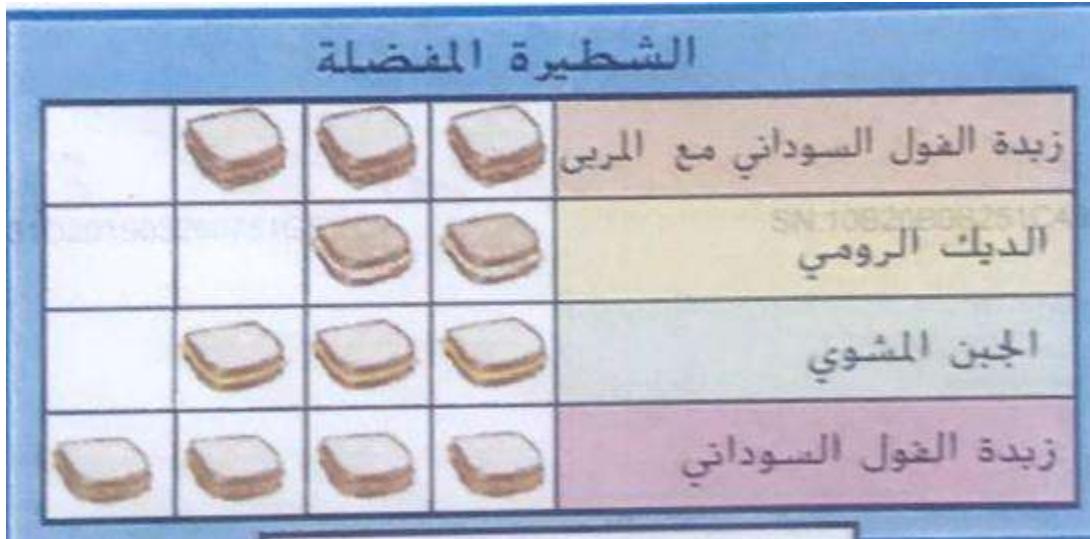 الشطيرة المفضلة
زبدة الفول السوداني مع المربى
الديك الرومي
الجبن المشوي
زبدة الفول السوداني